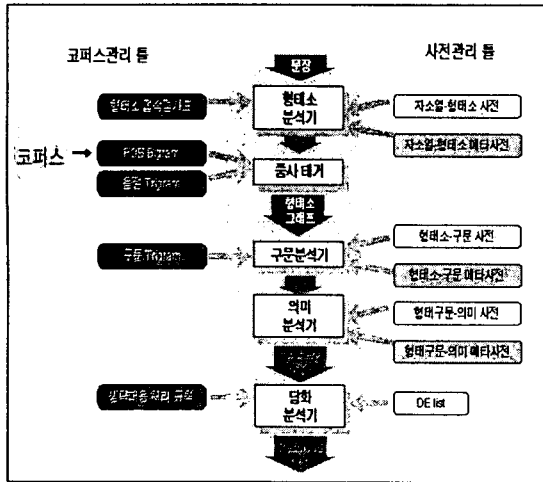 코퍼스관리 툴
사전관리 툴
문장
형태소
분석기
자소열-형태소 사전
자소열-형태소 메타사전
코퍼스
POS Bigram
음절 Trigram
품사 태거
형태소
그래프
구문 Trigram
구문분석기
형태소-구문 사전
형태소-구문 메타사전
의미
분석기
형태구문-의미 사전
형태구문-의미 메타사전
담화
분석기
DE list